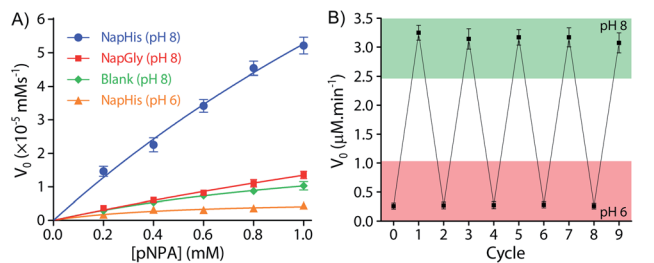 A)
V0 (×10-5 mMs-1)
6
5
4
3
2
1
0
NapHis (pH 8)
NapGly (pH 8)
Blank (pH 8)
NapHis (pH 6)
0.0 0.2 0.4 0.6 0.8 1.0
[pNPA] (mM)
B)
V0 (μM.min-1)
3.5
3.0
2.5
2.0
1.5
1.0
0.5
0.0
pH 8
pH 6
0 1 2 3 4 5 6 7 8 9
Cycle